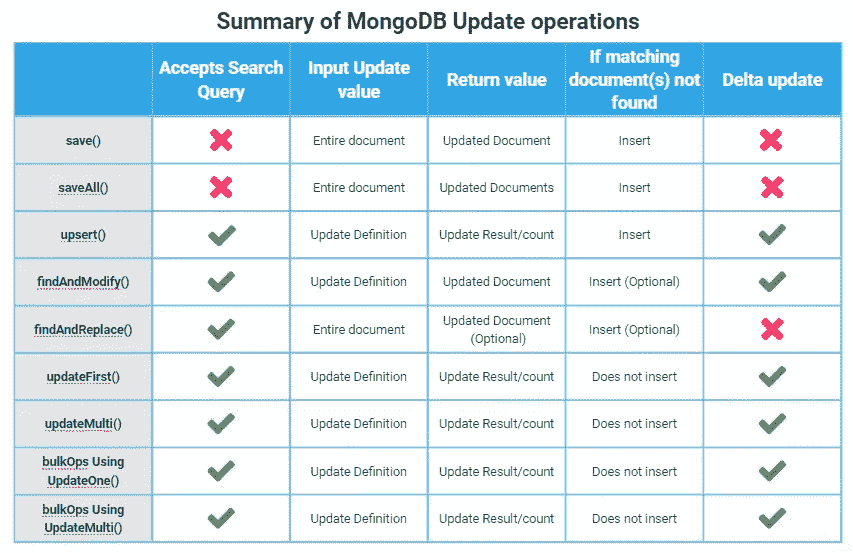 Summary of MongoDB Update operations
Accepts Search
Query
Input Update
value
Return value
If matching
document(s) not
found
Delta update
save()
Entire document
Updated Document
Insert
saveAll()
Entire document
Updated Documents
Insert
upsert()
Update Definition
Update Result/count
Insert
findAndModify()
Update Definition
Updated Document
Insert (Optional)
findAndReplace()
Entire document
Updated Document
(Optional)
Insert (Optional)
updateFirst()
Update Definition
Update Result/count
Does not insert
updateMulti()
Update Definition
Update Result/count
Does not insert
bulkOps Using
UpdateOne()
Update Definition
Update Result/count
Does not insert
bulkOps Using
UpdateMulti()
Update Definition
Update Result/count
Does not insert